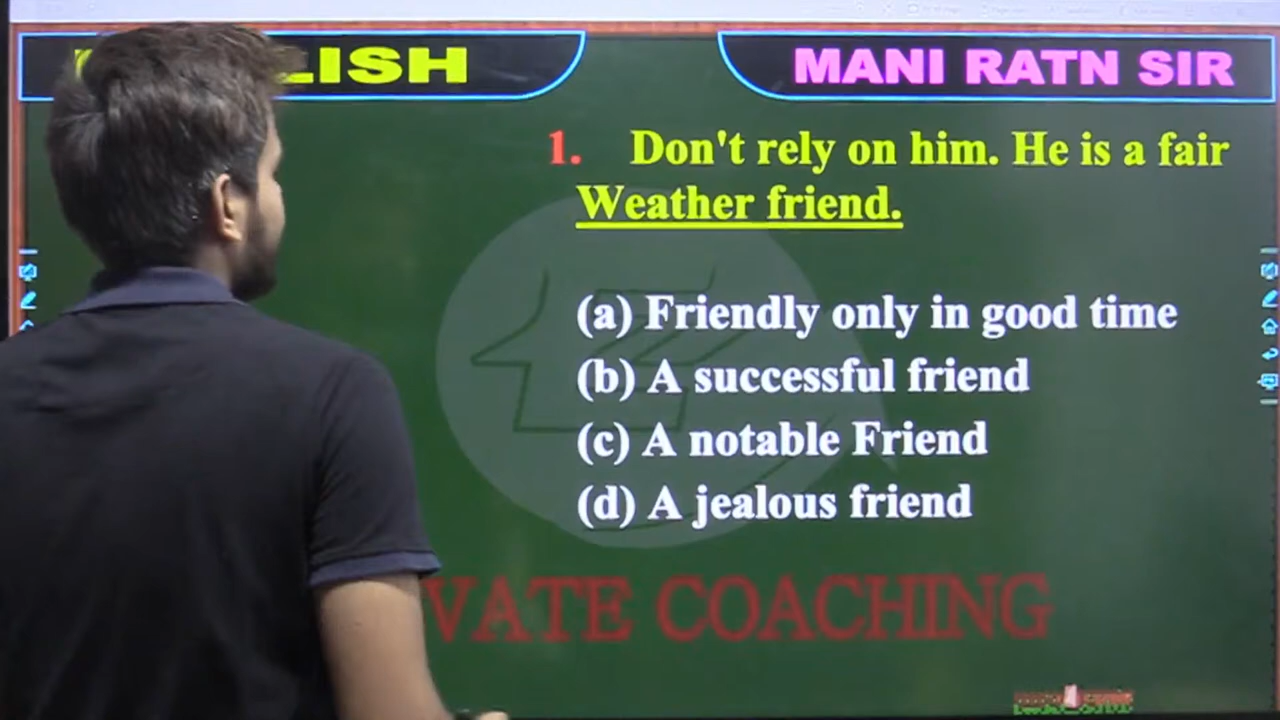 LISH
MANI RATN SIR
1. Don't rely on him. He is a fair
Weather friend.
(a) Friendly only in good time
(b) A successful friend
(c) A notable Friend
(d) A jealous friend
VATE COACHING